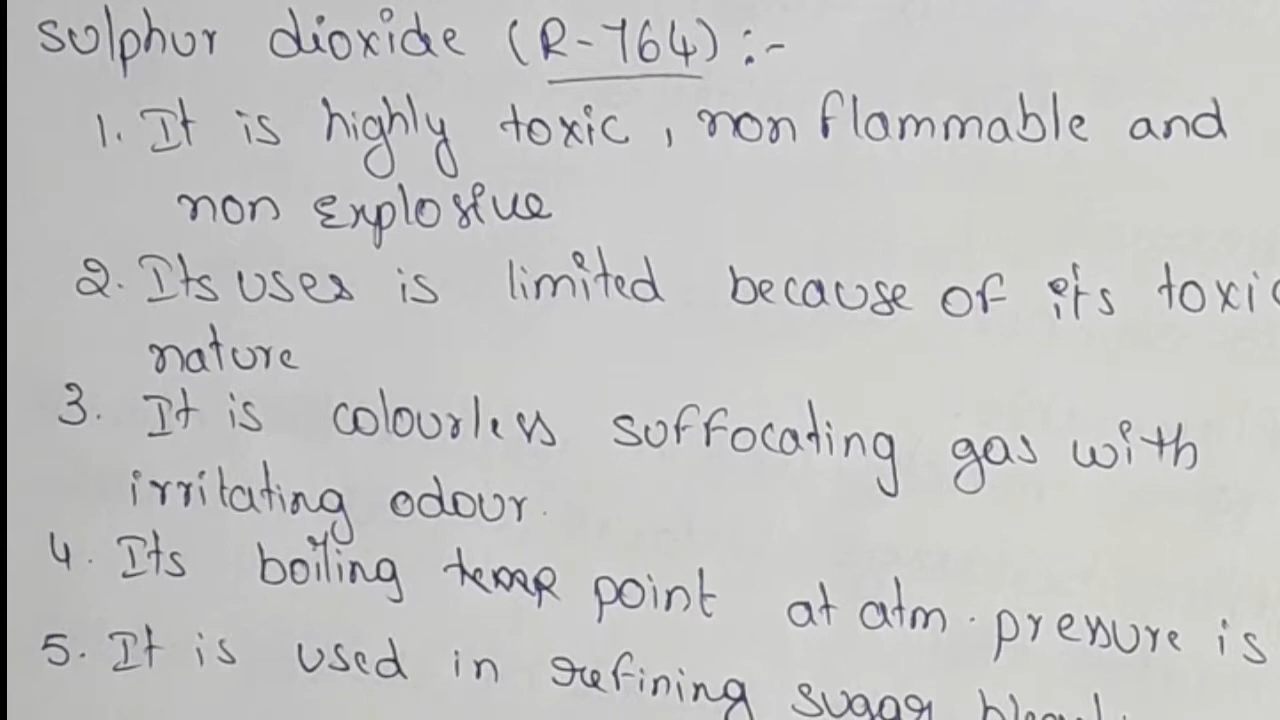 Sulphur dioxide (R-764) :-
1. It is highly toxic, non flammable and
non Explosive
2. Its uses is limited because of its toxic
nature
3. It is colourless suffocating gas with
irritating odour.
4. Its boiling point at atm. pressure is
5. It is used in refining sugar